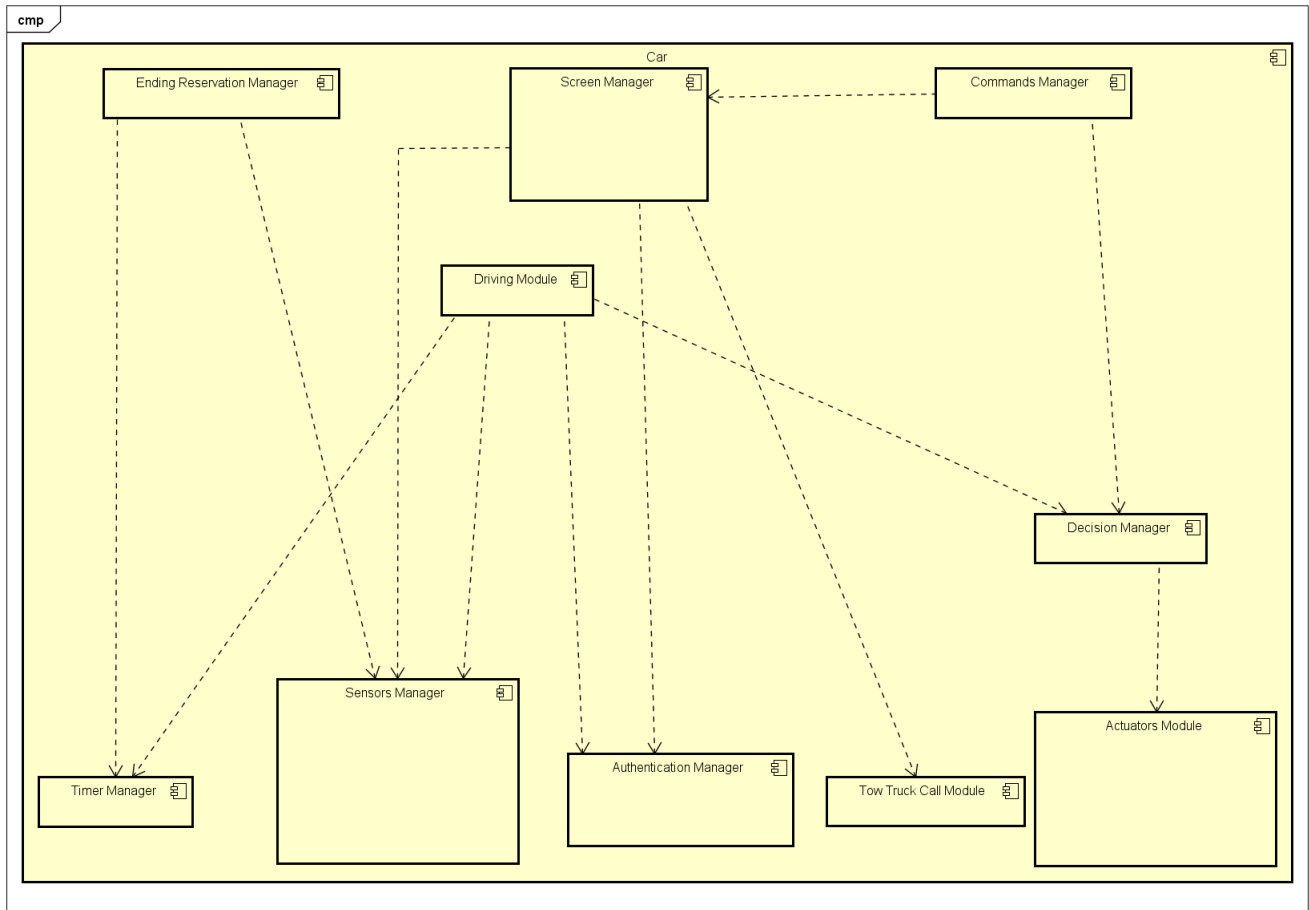 cmp
Car
Ending Reservation Manager
Screen Manager
Commands Manager
Driving Module
Decision Manager
Sensors Manager
Actuators Module
Authentication Manager
Timer Manager
Tow Truck Call Module